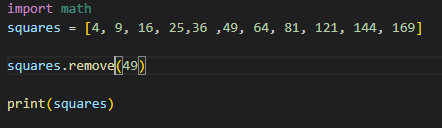 import math
squares = [4, 9, 16, 25,36 ,49, 64, 81, 121, 144, 169]
squares.remove(49)
print(squares)